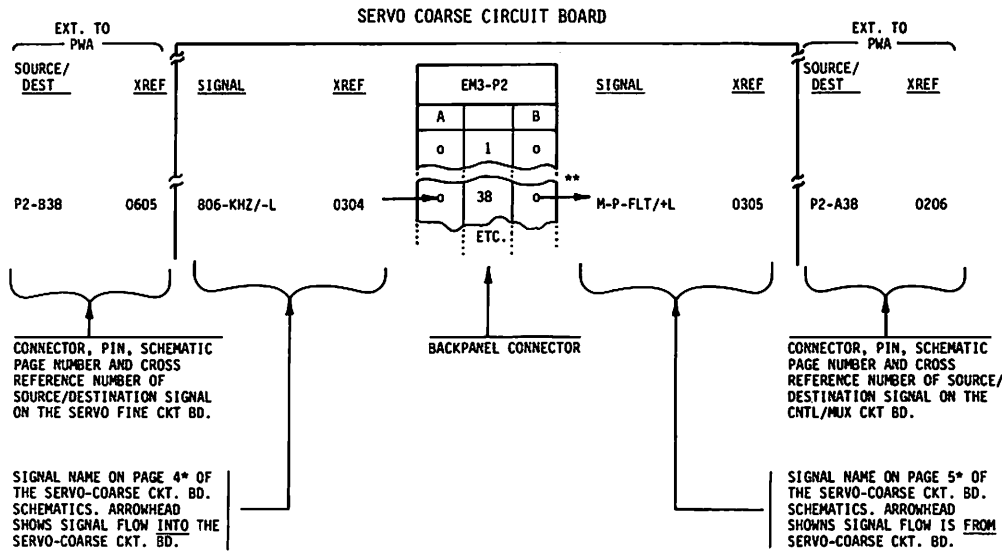 SERVO COARSE CIRCUIT BOARD
EXT. TO
PWA
SOURCE/
DEST
XREF
SIGNAL
XREF
EM3-P2
A
B
o
1
o
SIGNAL
XREF
EXT. TO
PWA
SOURCE/
DEST
XREF
P2-B38
0605
806-KHZ/-L
0304
o
38
o
**
M-P-FLT/+L
0305
P2-A38
0206
ETC.
CONNECTOR, PIN, SCHEMATIC
PAGE NUMBER AND CROSS
REFERENCE NUMBER OF
SOURCE/DESTINATION SIGNAL
ON THE SERVO FINE CKT BD.
BACKPANEL CONNECTOR
CONNECTOR, PIN, SCHEMATIC
PAGE NUMBER AND CROSS
REFERENCE NUMBER OF SOURCE/
DESTINATION SIGNAL ON THE
CNTL/MUX CKT BD.
SIGNAL NAME ON PAGE 4* OF
THE SERVO-COARSE CKT. BD.
SCHEMATICS. ARROWHEAD
SHOWS SIGNAL FLOW INTO THE
SERVO-COARSE CKT. BD.
SIGNAL NAME ON PAGE 5* OF
THE SERVO-COARSE CKT. BD.
SCHEMATICS. ARROWHEAD
SHOWNS SIGNAL FLOW IS FROM
SERVO-COARSE CKT. BD.